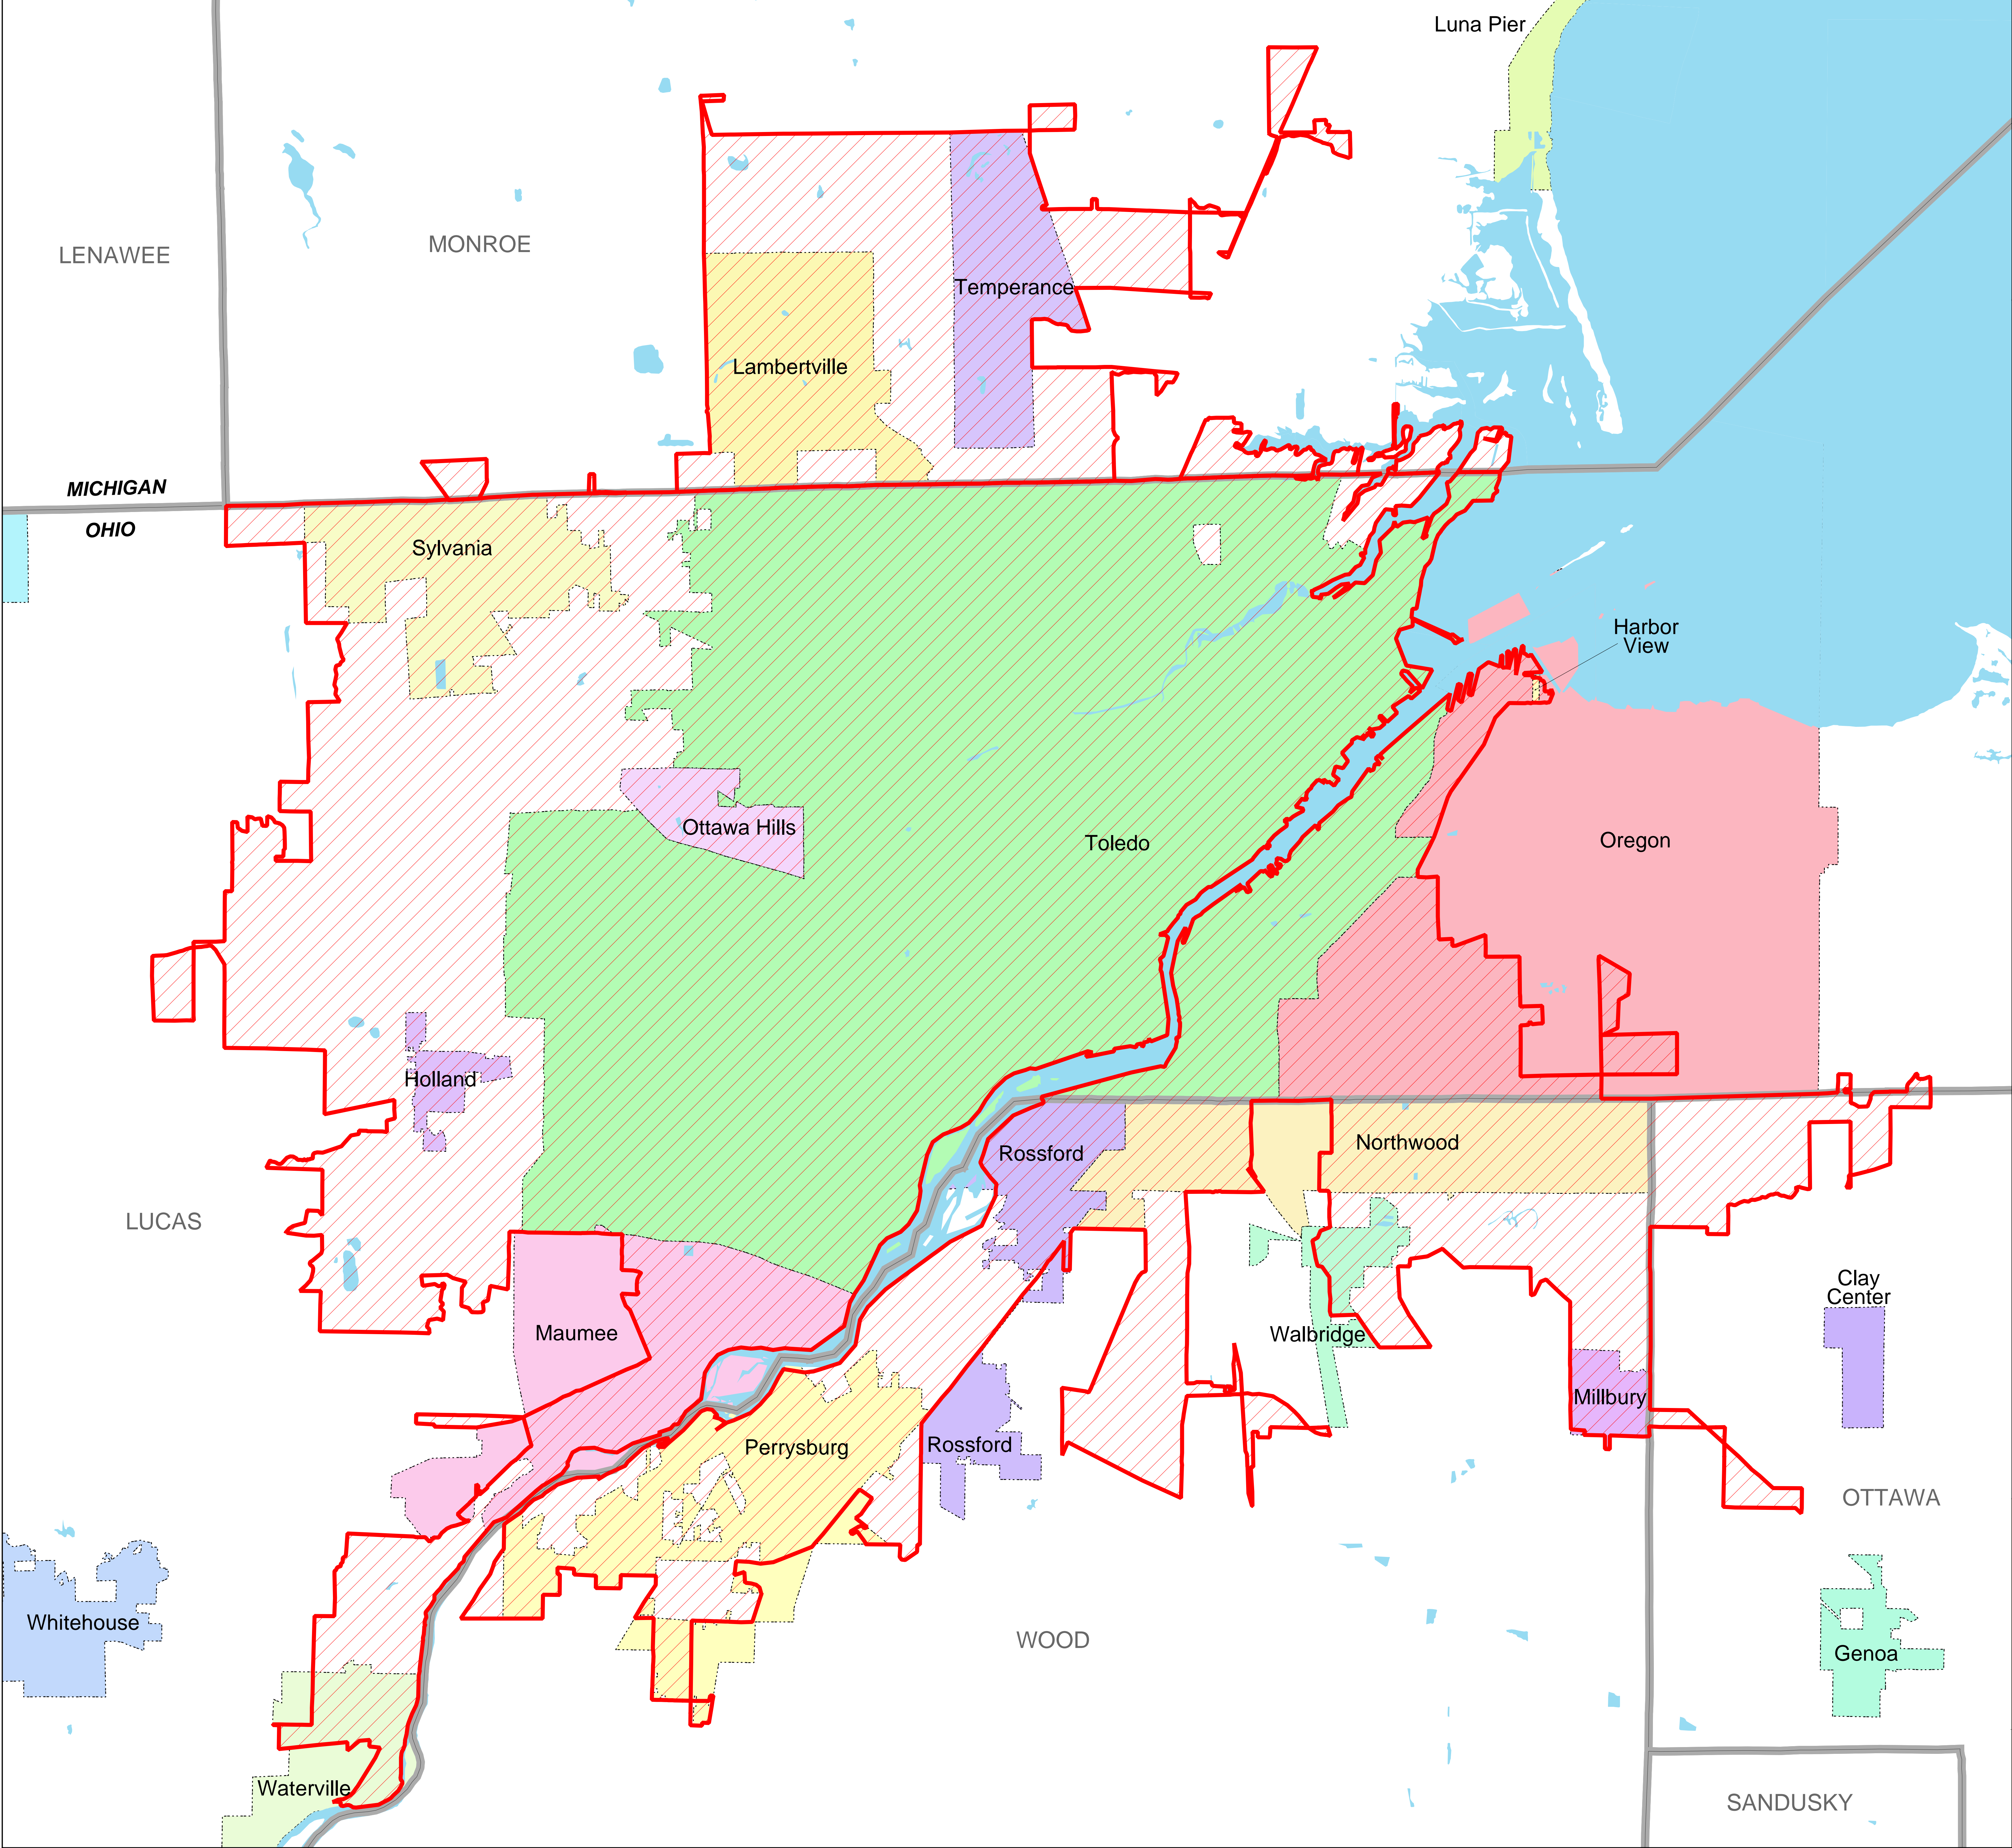 Luna Pier
LENAWEE
MONROE
Temperance
Lambertville
MICHIGAN
OHIO
Sylvania
Harbor
View
Ottawa Hills
Toledo
Oregon
Holland
Rossford
Northwood
LUCAS
Clay
Center
Maumee
Walbridge
Millbury
Perrysburg
Rossford
OTTAWA
Whitehouse
WOOD
Genoa
Waterville
SANDUSKY